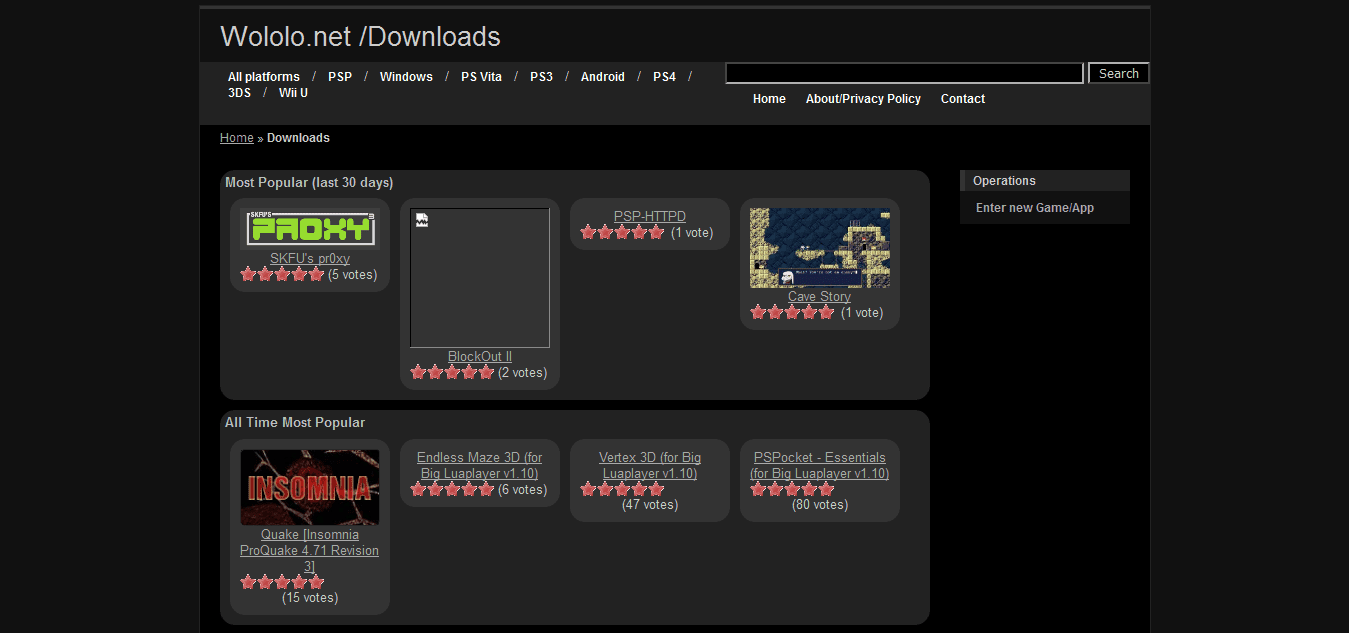 Wololo.net /Downloads
All platforms / PSP / Windows / PS Vita / PS3 / Android / PS4 /
3DS / Wii U
Search
Home About/Privacy Policy Contact
Home » Downloads
Most Popular (last 30 days)
SKFU'S
PROXY
SKFU's pr0xy
(5 votes)
BlockOut II
(2 votes)
PSP-HTTPD
(1 vote)
Cave Story
(1 vote)
Operations
Enter new Game/App
All Time Most Popular
INSOMNIA
Quake [Insomnia
ProQuake 4.71 Revision
3]
(15 votes)
Endless Maze 3D (for
Big Luaplayer v1.10)
(6 votes)
Vertex 3D (for Big
Luaplayer v1.10)
(47 votes)
PSPocket - Essentials
(for Big Luaplayer v1.10)
(80 votes)